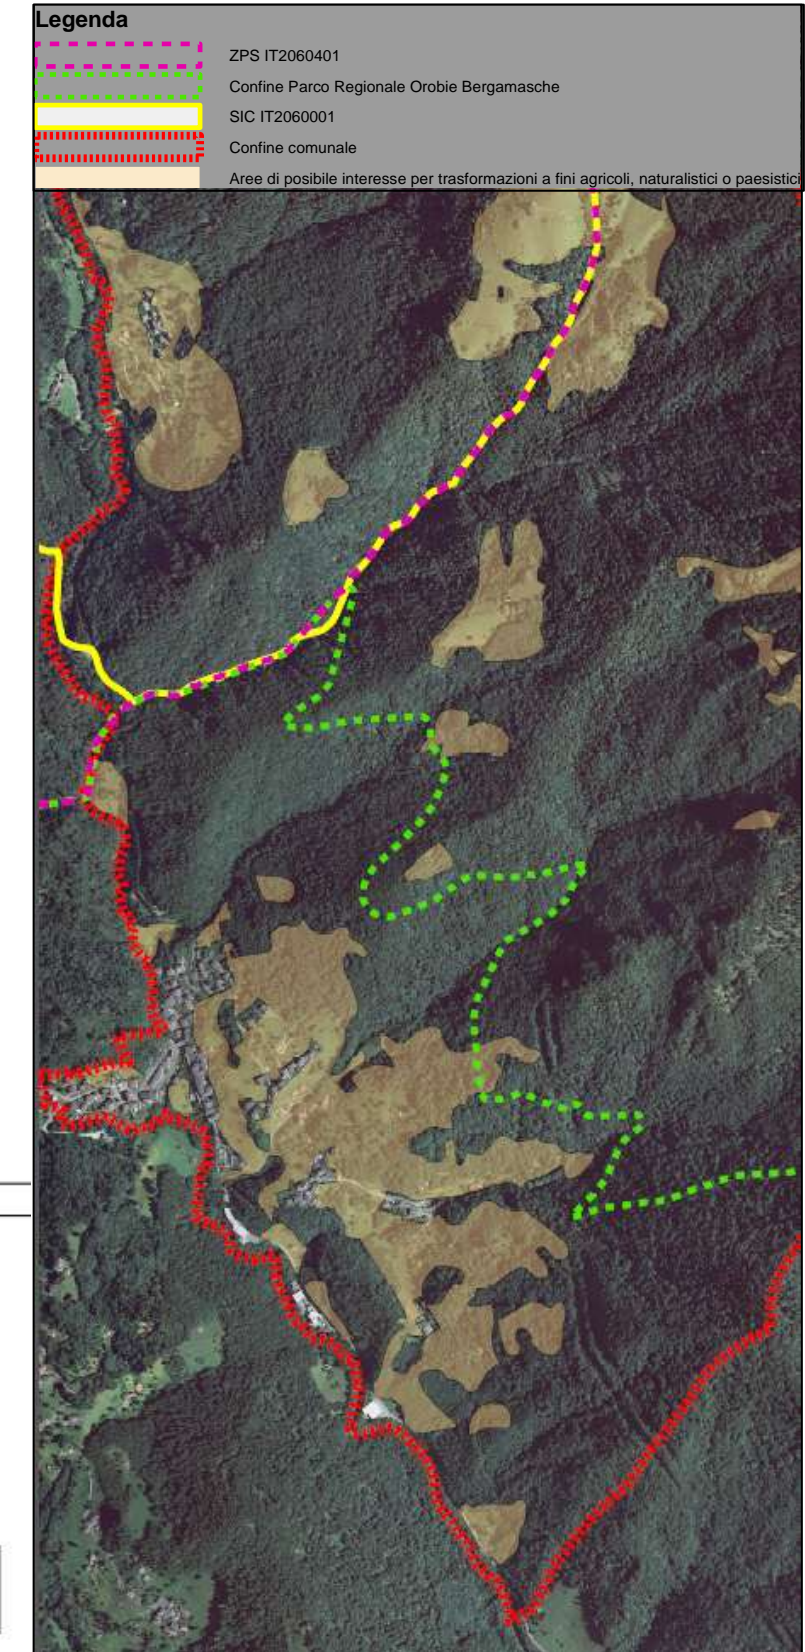 Legenda
ZPS IT2060401
Confine Parco Regionale Orobie Bergamasche
SIC IT2060001
Confine comunale
Aree di posibile interesse per trasformazioni a fini agricoli, naturalistici o paesistici